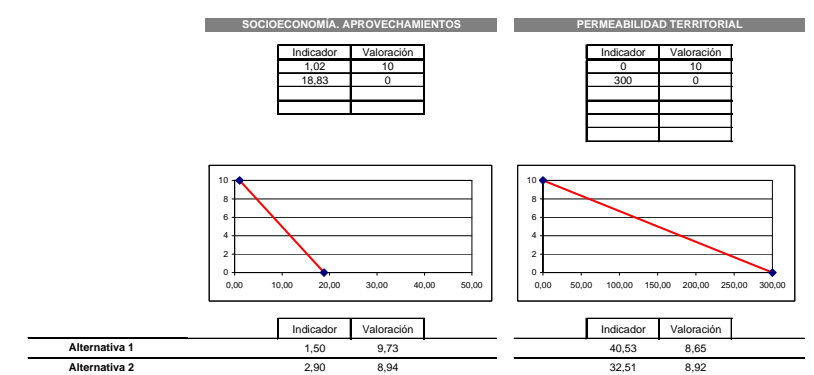 SOCIOECONOMÍA. APROVECHAMIENTOS PERMEABILIDAD TERRITORIAL
Indicador Valoración Indicador Valoración
1,02 10 0 10
18,83 0 300 0
10 10
8 8
6 6
4 4
2 2
0 0
0,00 10,00 20,00 30,00 40,00 50,00 0,00 50,00 100,00 150,00 200,00 250,00 300,00
Indicador Valoración Indicador Valoración
Alternativa 1 1,50 9,73 40,53 8,65
Alternativa 2 2,90 8,94 32,51 8,92